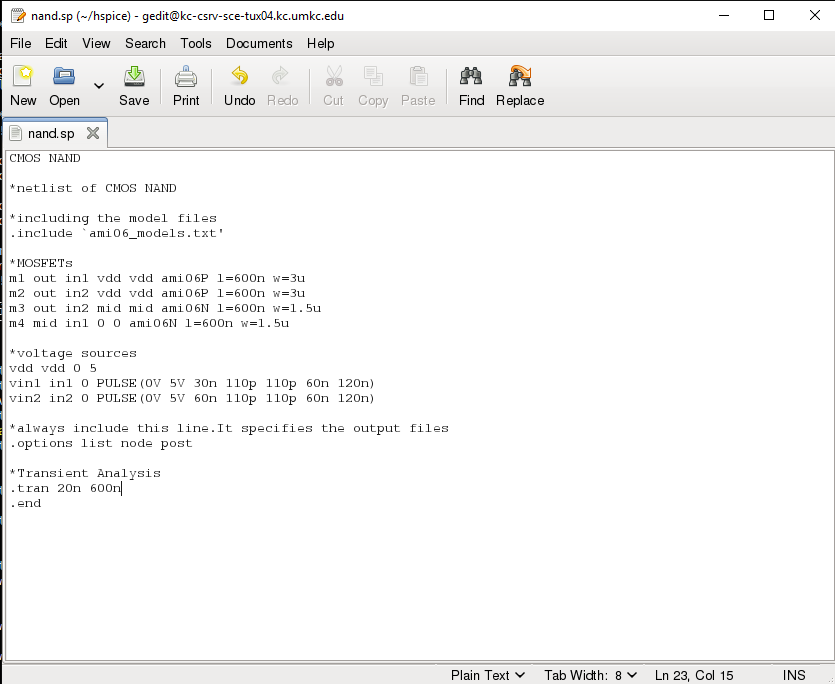 nand.sp (~/hspice) - gedit@kc-csrv-sce-tux04.kc.umkc.edu
File Edit View Search Tools Documents Help
New Open Save Print Undo Redo Cut Copy Paste Find Replace
nand.sp
CMOS NAND
*netlist of CMOS NAND
*including the model files
.include `ami06_models.txt'
*MOSFETs
m1 out in1 vdd vdd ami06P l=600n w=3u
m2 out in2 vdd vdd ami06P l=600n w=3u
m3 out in2 mid mid ami06N l=600n w=1.5u
m4 mid in1 0 0 ami06N l=600n w=1.5u
*voltage sources
vdd vdd 0 5
vin1 in1 0 PULSE(0V 5V 30n 110p 110p 60n 120n)
vin2 in2 0 PULSE(0V 5V 60n 110p 110p 60n 120n)
*always include this line.It specifies the output files
.options list node post
*Transient Analysis
.tran 20n 600n
.end
Plain Text Tab Width: 8 Ln 23, Col 15 INS